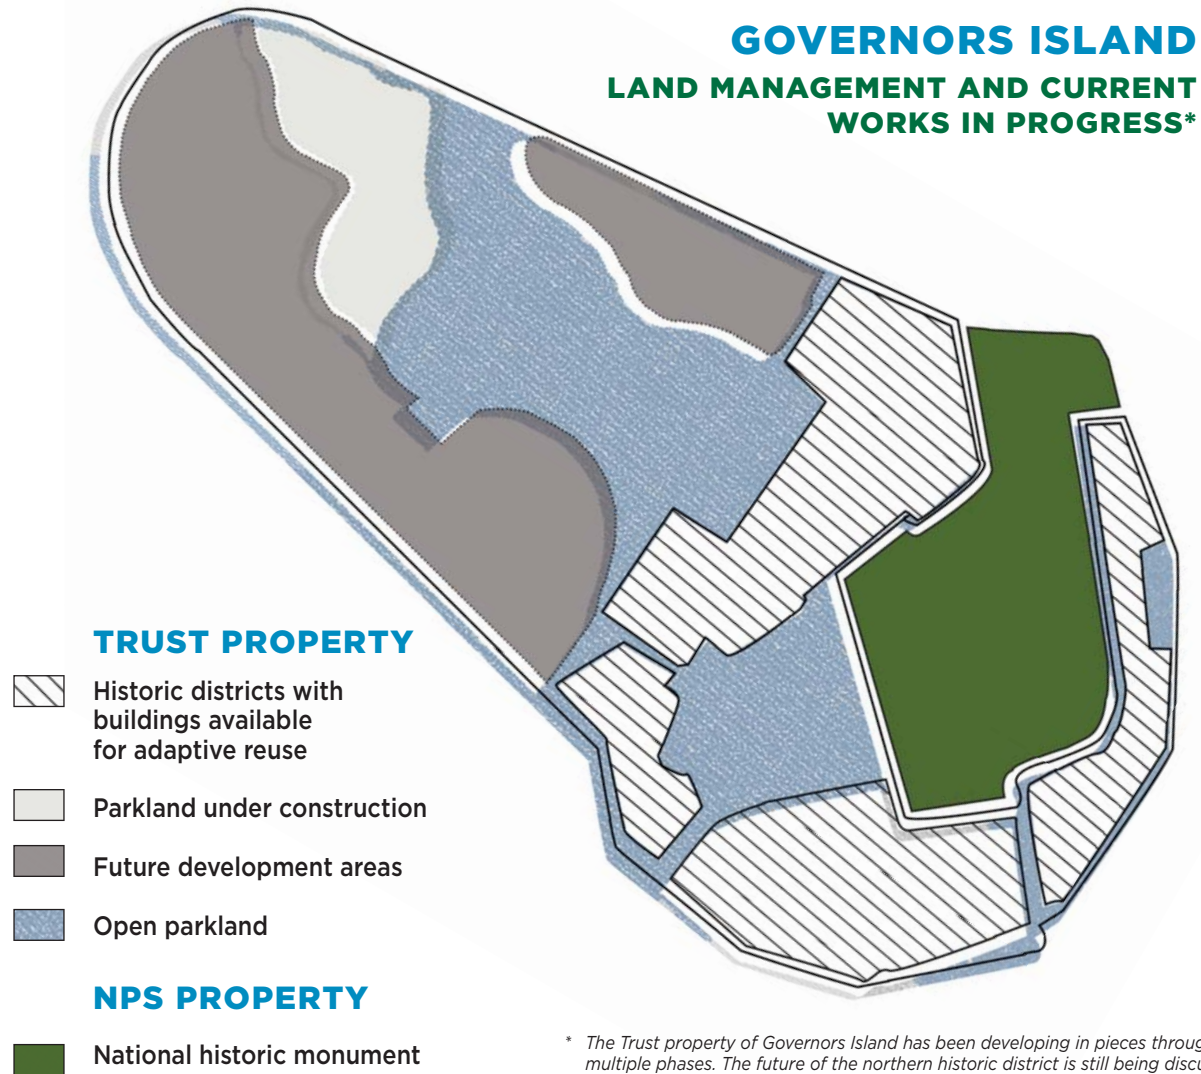 GOVERNORS ISLAND
LAND MANAGEMENT AND CURRENT
WORKS IN PROGRESS*
TRUST PROPERTY
Historic districts with
buildings available
for adaptive reuse
Parkland under construction
Future development areas
Open parkland
NPS PROPERTY
National historic monument
* The Trust property of Governors Island has been developing in pieces
multiple phases. The future of the northern historic district is still being